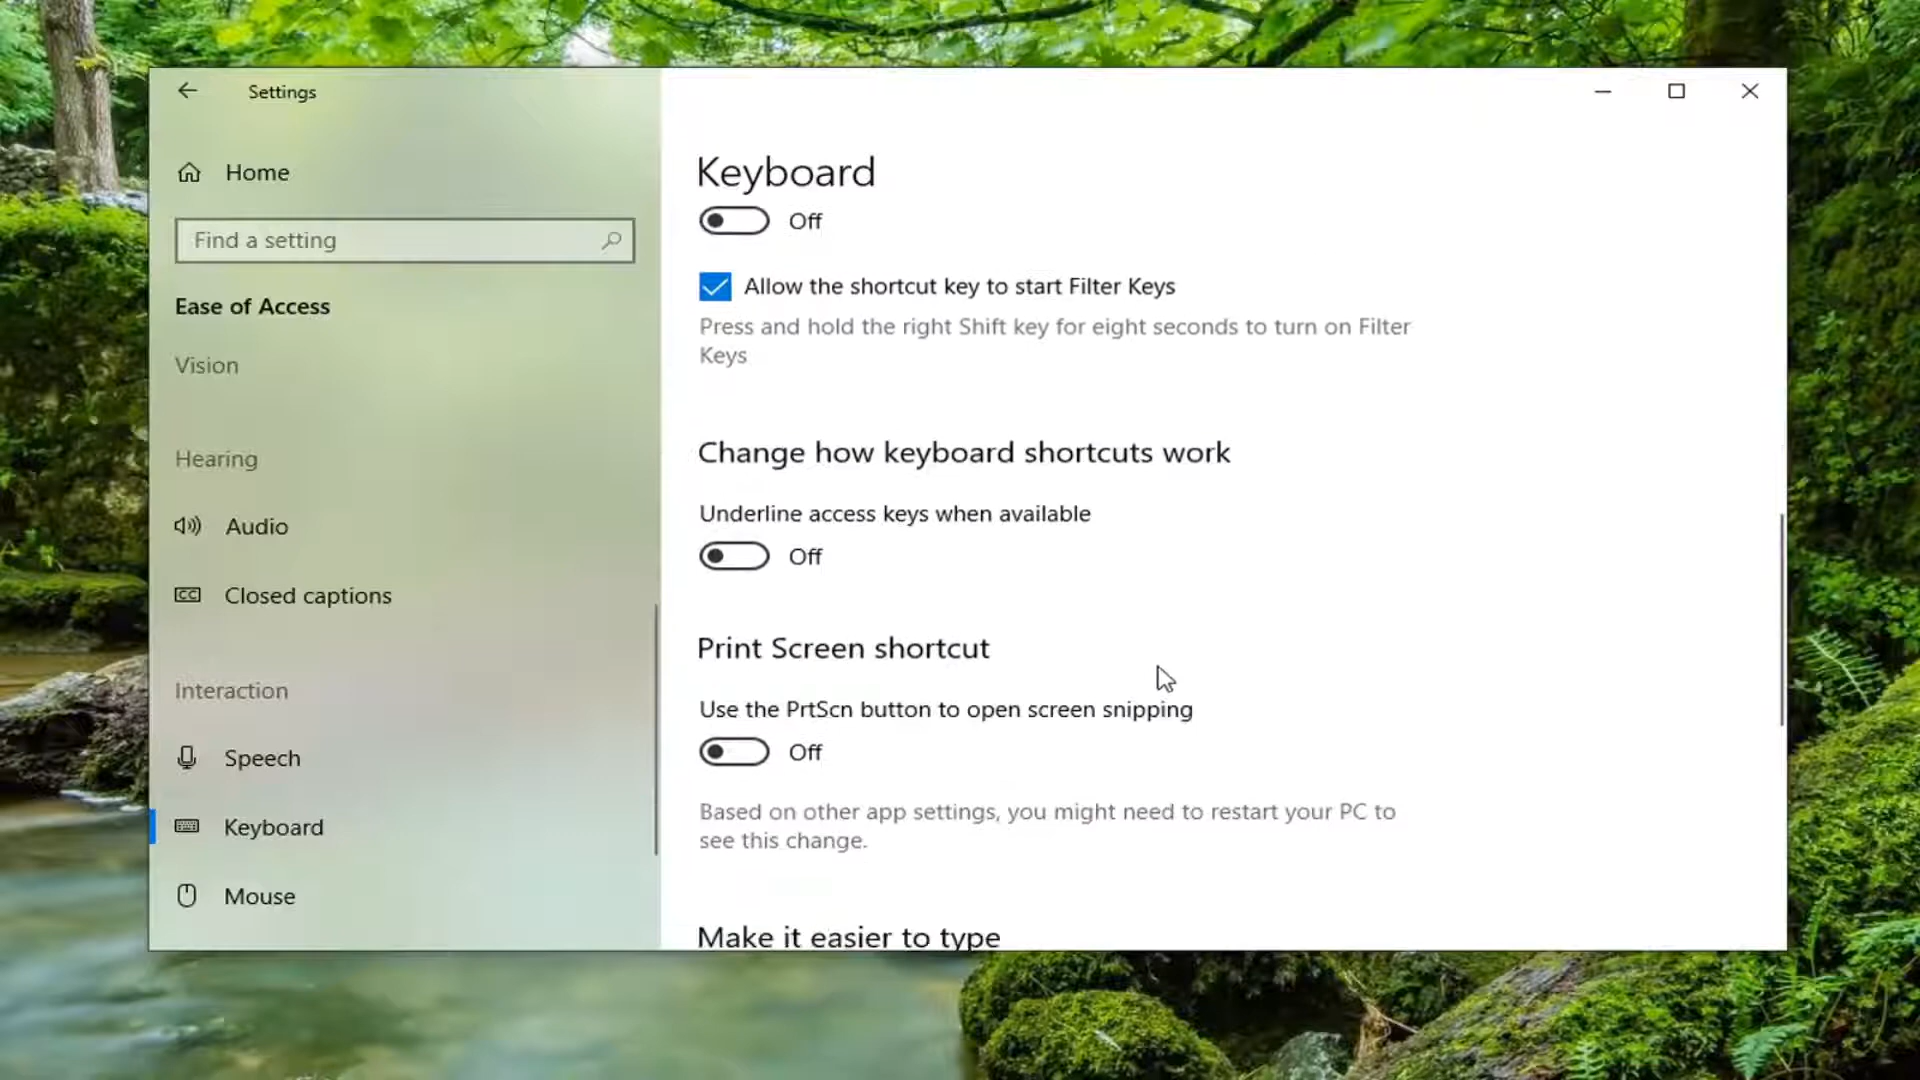 Settings
Home
Find a setting
Ease of Access
Vision
Hearing
Audio
CC Closed captions
Interaction
Speech
Keyboard
Mouse
Keyboard
Off
Allow the shortcut key to start Filter Keys
Press and hold the right Shift key for eight seconds to turn on Filter
Keys
Change how keyboard shortcuts work
Underline access keys when available
Off
Print Screen shortcut
Use the PrtScn button to open screen snipping
Off
Based on other app settings, you might need to restart your PC to
see this change.
Make it easier to type